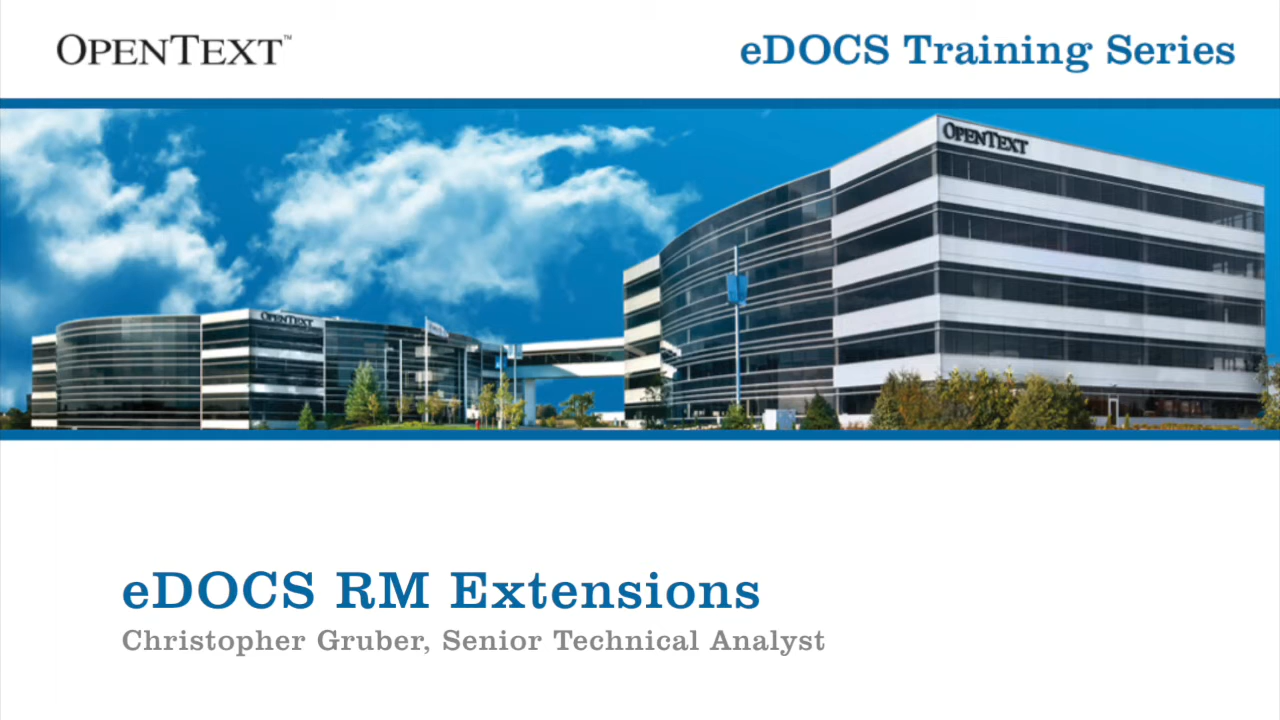 OPENTEXT™
eDOCS Training Series
OPENTEXT
OPENTEXT
eDOCS RM Extensions
Christopher Gruber, Senior Technical Analyst